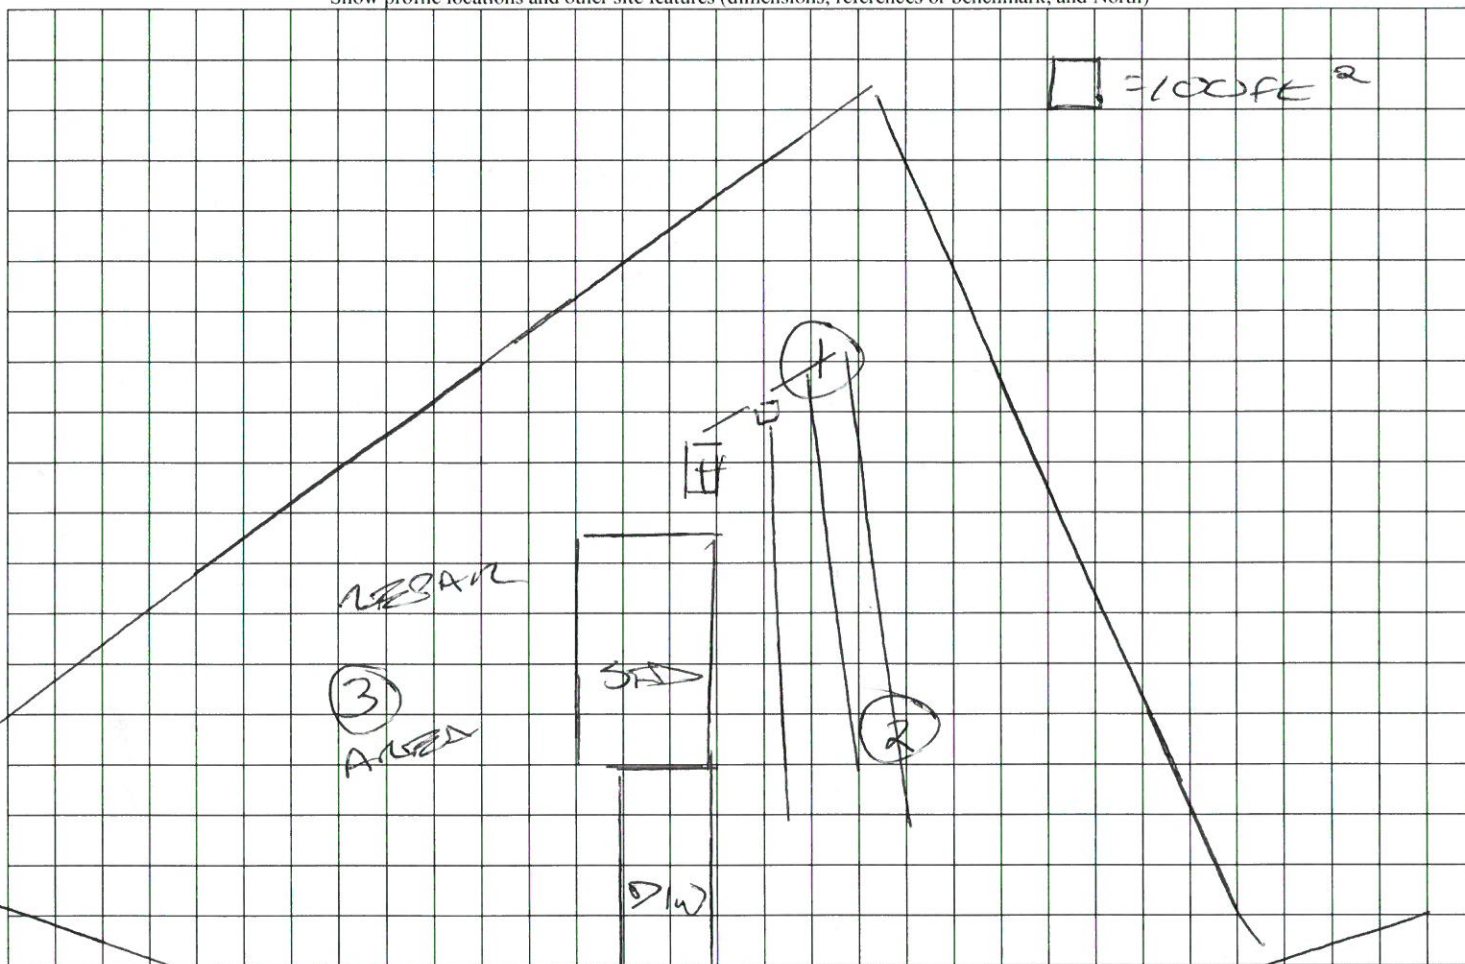 Show profile locations and other site features (dimensions, references or benchmark, and North)
=100ft²
1
REPAIR
SFD
3
AREA
2
D/W